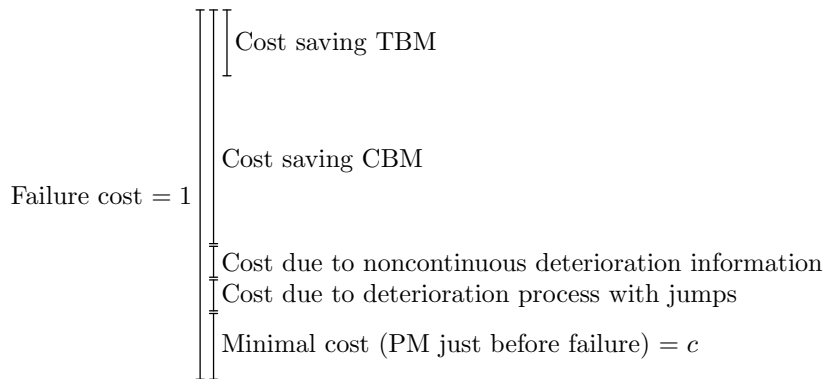 Cost saving TBM
Cost saving CBM
Failure cost = 1
Cost due to noncontinuous deterioration information
Cost due to deterioration process with jumps
Minimal cost (PM just before failure) = c